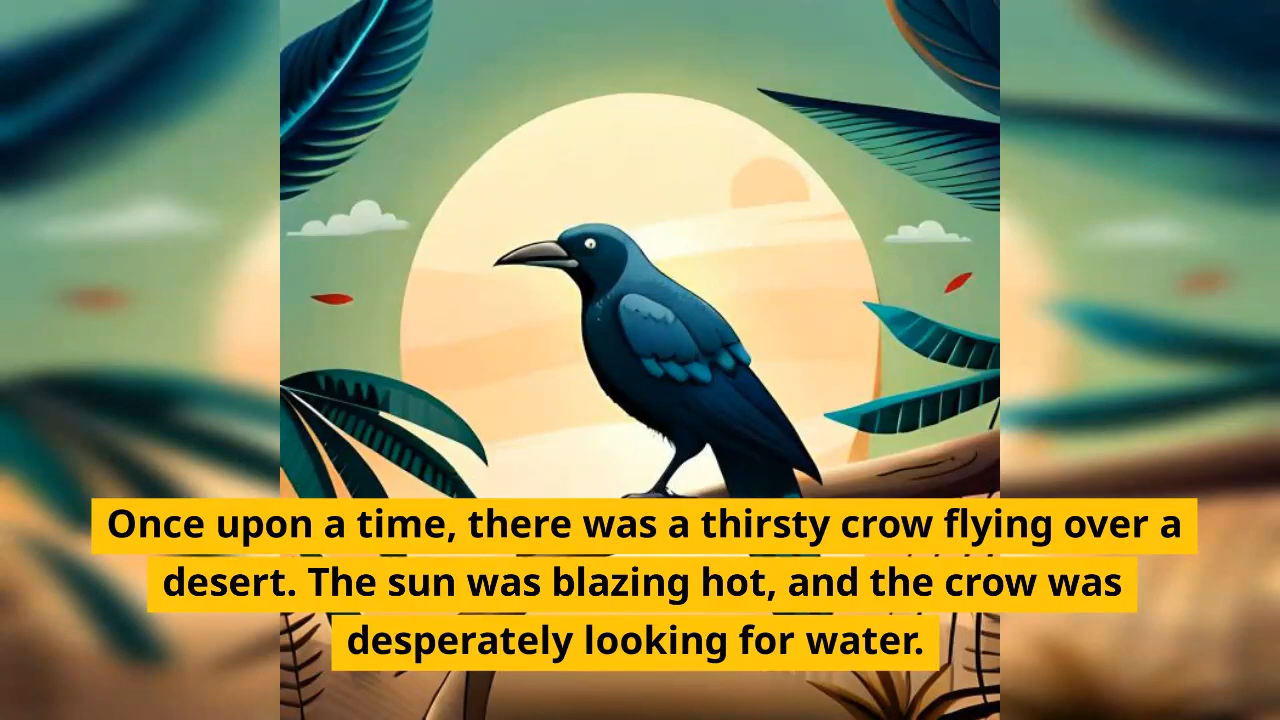 Once upon a time, there was a thirsty crow flying over a
desert. The sun was blazing hot, and the crow was
desperately looking for water.